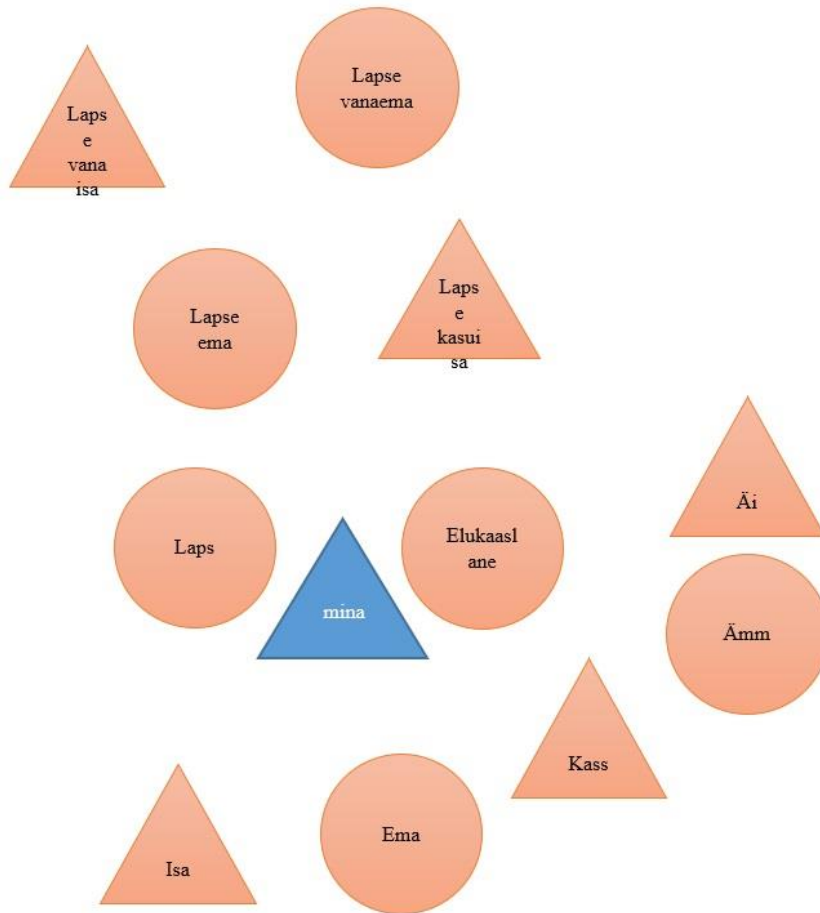 Lapse
vanaema
Laps
e
vana
isa
Lapse
ema
Laps
e
kasui
sa
Äi
Laps
Elukaasl
ane
mina
Ämm
Kass
Ema
Isa